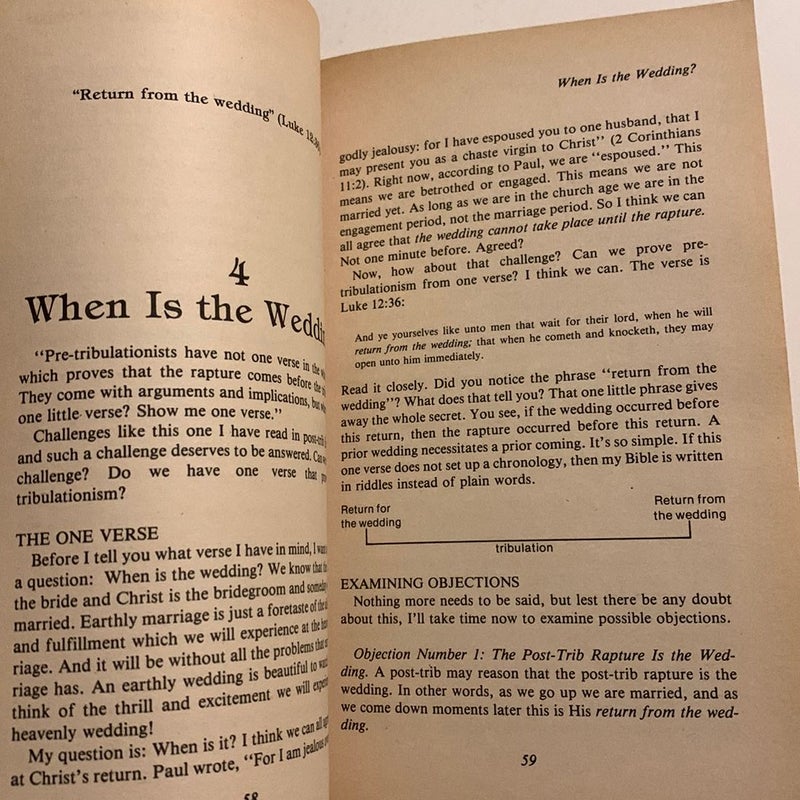 "Return from the wedding" (Luke 12:36)
4
When Is the Weddin
"Pre-tribulationists have not one verse in the
which proves that the rapture comes before the
They come with arguments and implications, but
one little verse? Show me one verse."
Challenges like this one I have read in post-trib
and such a challenge deserves to be answered. Can
challenge? Do we have one verse that
tribulationism?
THE ONE VERSE
Before I tell you what verse I have in mind, I
a question: When is the wedding? We know that
the bride and Christ is the bridegroom and
married. Earthly marriage is just a foretaste of the
and fulfillment which we will experience at the
riage. And it will be without all the problems
riage has. An earthly wedding is beautiful to
think of the thrill and excitement we will
heavenly wedding!
My question is: When is it? I think we can all
at Christ's return. Paul wrote, "For I am jealous
58
When Is the Wedding?
godly jealousy: for I have espoused you to one husband, that I
may present you as a chaste virgin to Christ" (2 Corinthians
11:2). Right now, according to Paul, we are "espoused." This
means we are betrothed or engaged. This means we are not
married yet. As long as we are in the church age we are in the
engagement period, not the marriage period. So I think we can
all agree that the wedding cannot take place until the rapture.
Not one minute before. Agreed?
Now, how about that challenge? Can we prove pre-
tribulationism from one verse? I think we can. The verse is
Luke 12:36:
And ye yourselves like unto men that wait for their lord, when he will
return from the wedding; that when he cometh and knocketh, they may
open unto him immediately.
Read it closely. Did you notice the phrase "return from the
wedding"? What does that tell you? That one little phrase gives
away the whole secret. You see, if the wedding occurred before
this return, then the rapture occurred before this return. A
prior wedding necessitates a prior coming. It's so simple. If this
one verse does not set up a chronology, then my Bible is written
in riddles instead of plain words.
Return for
the wedding
Return from
the wedding
tribulation
EXAMINING OBJECTIONS
Nothing more needs to be said, but lest there be any doubt
about this, I'll take time now to examine possible objections.
Objection Number 1: The Post-Trib Rapture Is the Wed-
ding. A post-trib may reason that the post-trib rapture is the
wedding. In other words, as we go up we are married, and as
we come down moments later this is His return from the wed-
ding.
59